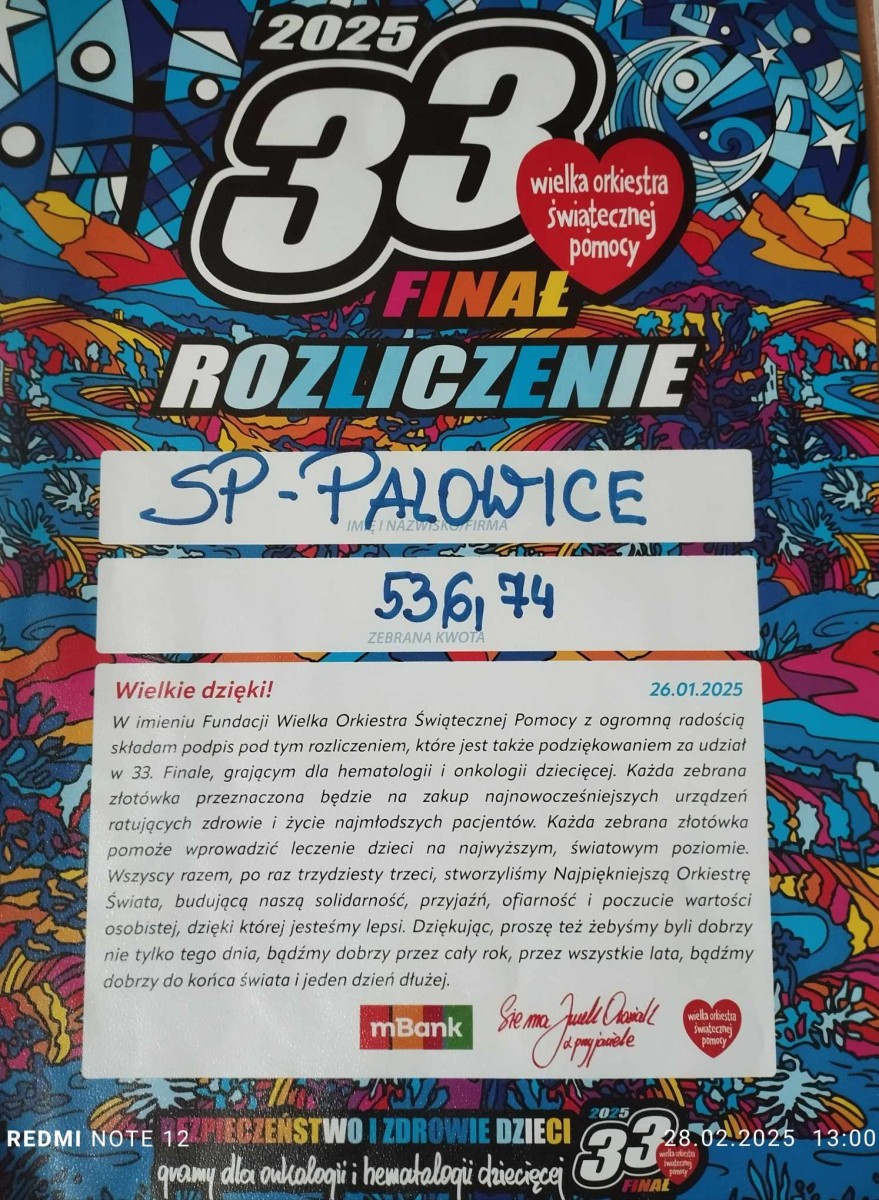 2025
33
wielka orkiestra
świątecznej
pomocy
FINAŁ
ROZLICZENIE
SP-PALOWICE
IMIĘ I NAZWISKO/FIRMA
536,74
ZEBRANA KWOTA
Wielkie dzięki! 26.01.2025
W imieniu Fundacji Wielka Orkiestra Świątecznej Pomocy z ogromną radością
składam podpis pod tym rozliczeniem, które jest także podziękowaniem za udział
w 33. Finale, grającym dla hematologii i onkologii dziecięcej. Każda zebrana
złotówka przeznaczona będzie na zakup najnowocześniejszych urządzeń
ratujących zdrowie i życie najmłodszych pacjentów. Każda zebrana złotówka
pomoże wprowadzić leczenie dzieci na najwyższym, światowym poziomie.
Wszyscy razem, po raz trzydziesty trzeci, stworzyliśmy Najpiękniejszą Orkiestrę
Świata, budującą naszą solidarność, przyjaźń, ofiarność i poczucie wartości
osobistej, dzięki której jesteśmy lepsi. Dziękując, proszę też żebyśmy byli dobrzy
nie tylko tego dnia, bądźmy dobrzy przez cały rok, przez wszystkie lata, bądźmy
dobrzy do końca świata i jeden dzień dłużej.
mBank
Sie ma Jurek Owsiak
z przyjaciele
wielka orkiestra
świątecznej
pomocy
BEZPIECZEŃSTWO I ZDROWIE DZIECI
gramy dla onkologii i hematologii dziecięcej
2025
33
wielka orkiestra
świątecznej
pomocy
FINAŁ
REDMI NOTE 12
28.02.2025 13:00